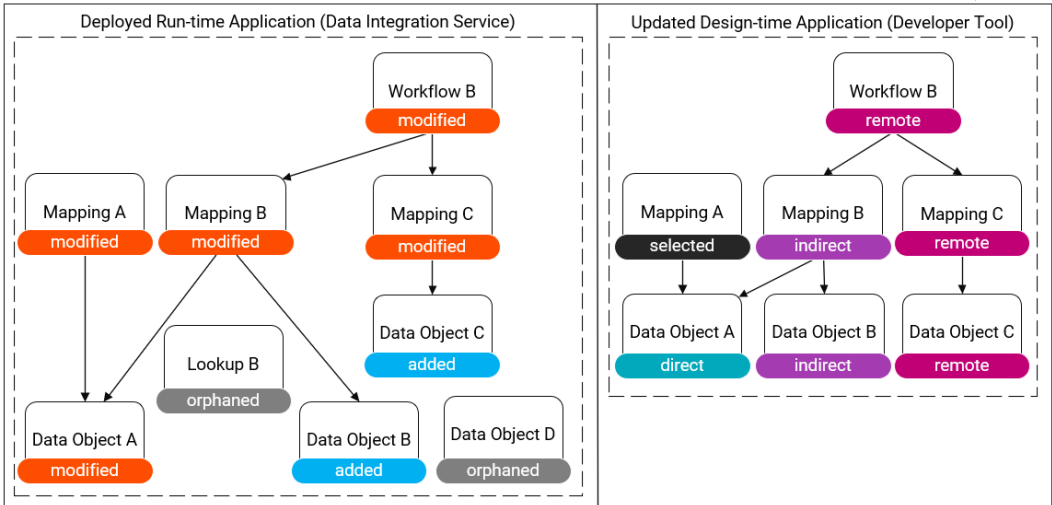 Deployed Run-time Application (Data Integration Service)
Workflow B
modified
Mapping A
modified
Mapping B
modified
Mapping C
modified
Data Object C
added
Lookup B
orphaned
Data Object A
modified
Data Object B
added
Data Object D
orphaned
Updated Design-time Application (Developer Tool)
Workflow B
remote
Mapping A
selected
Mapping B
indirect
Mapping C
remote
Data Object A
direct
Data Object B
indirect
Data Object C
remote